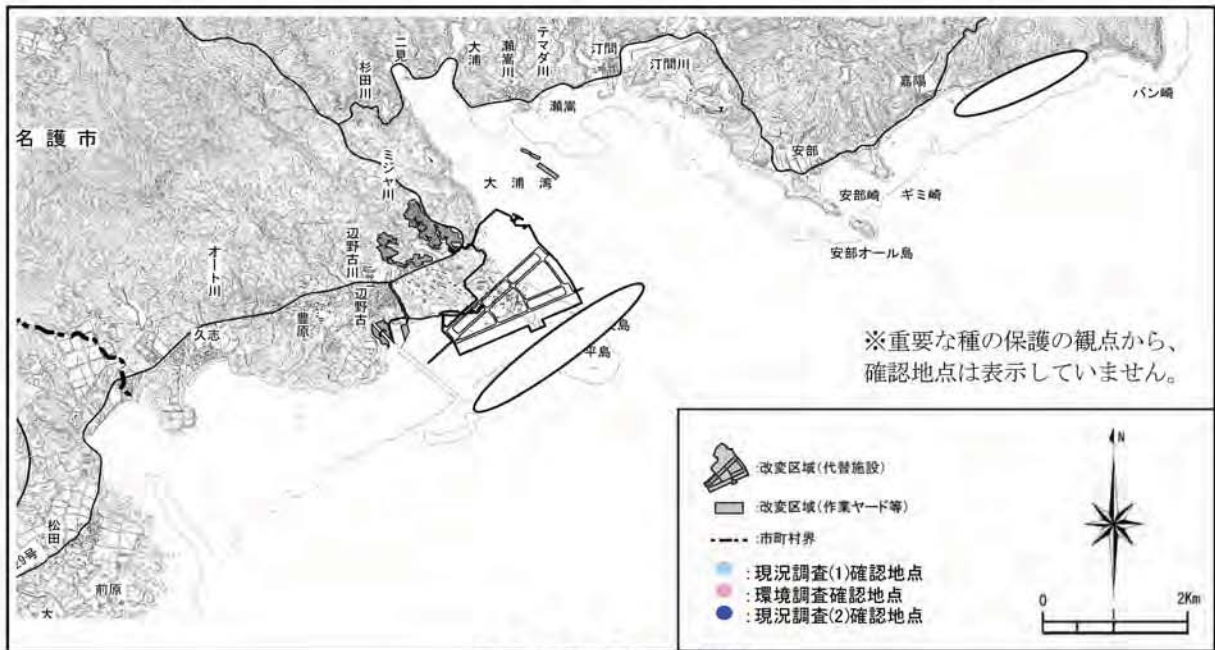 名護市
杉田川
二見
大浦
瀬嵩川
テマダ川
汀間
汀間川
瀬嵩
嘉陽
バン崎
安部
安部崎
ギミ崎
安部オール島
大浦湾
ミジャ川
辺野古川
辺野古
オート川
豊原
久志
島
平島
松田
前原
大
29号
※重要な種の保護の観点から、
確認地点は表示していません。
:改変区域(代替施設)
:改変区域(作業ヤード等)
:市町村界
:現況調査(1)確認地点
:環境調査確認地点
:現況調査(2)確認地点
N
0 2Km